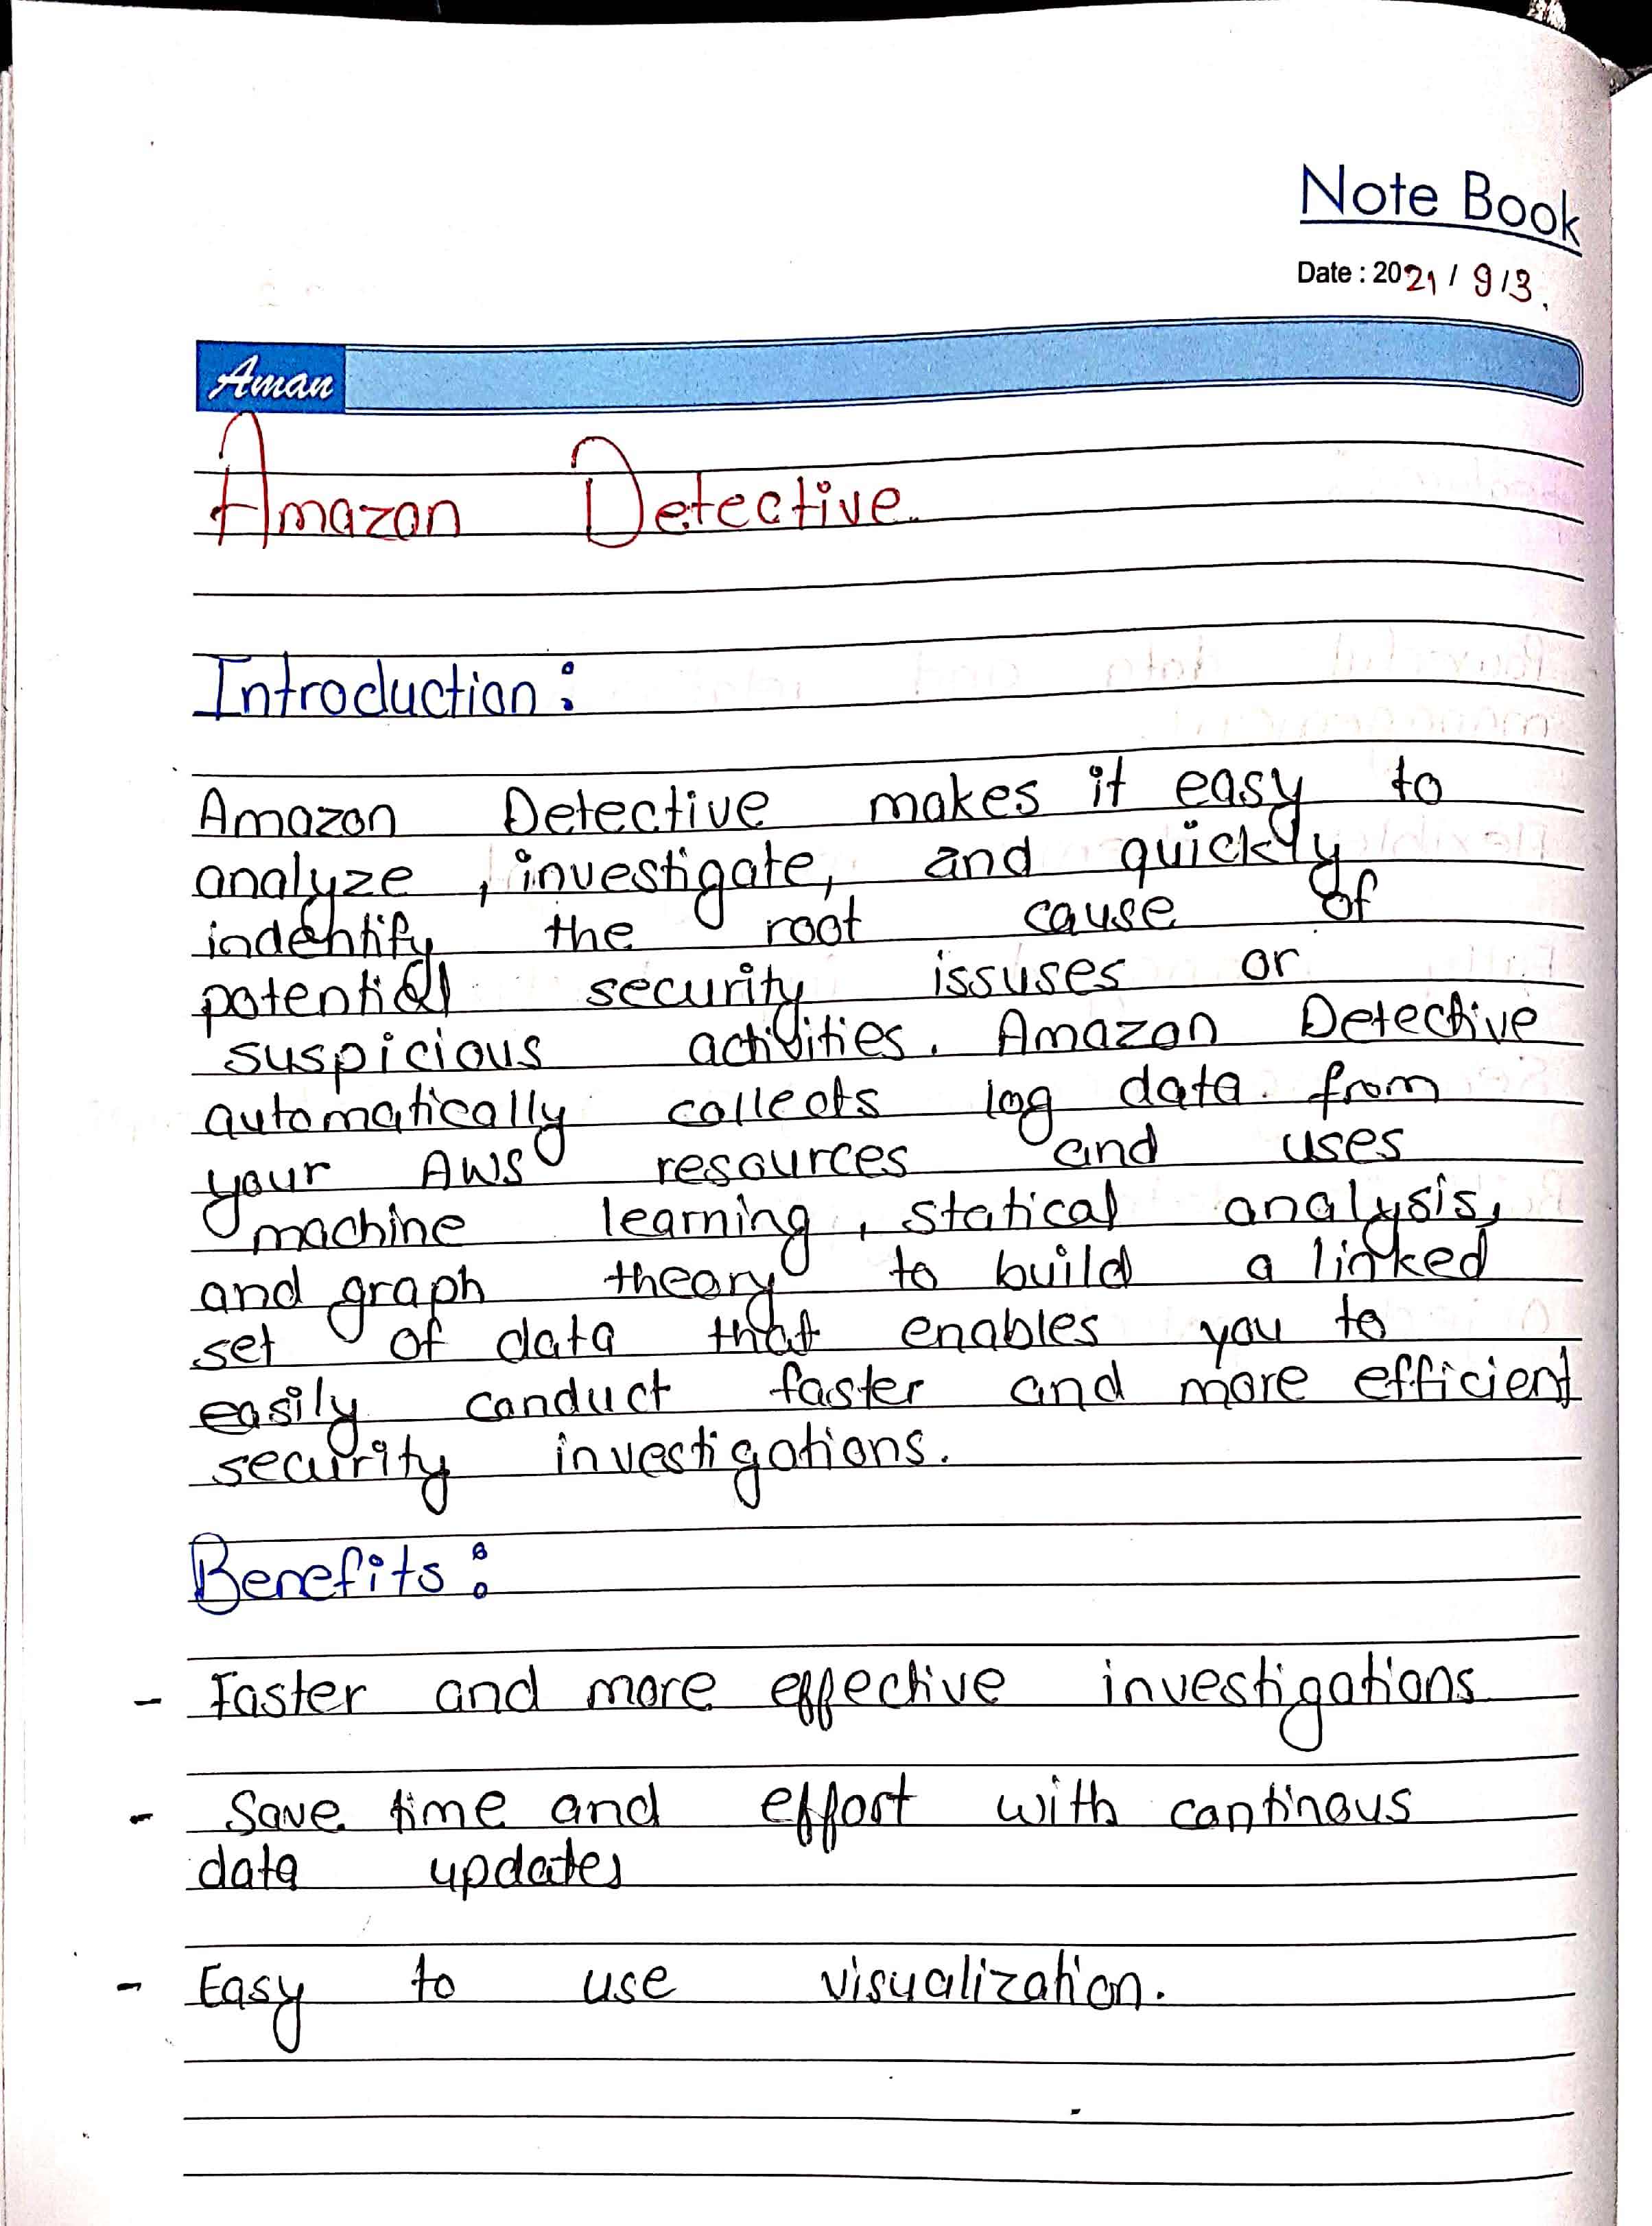 Note Book
Date : 2021 / 9/3.
Aman
Amazon Detective.
Introduction :
Amazon Detective makes it easy to
analyze , investigate, and quickly
indentify the root cause of
potential security issuses or
suspicious activities. Amazon Detective
automatically collects log data from
your AWS resources and uses
machine learning , statical analysis,
and graph theory to build a linked
set of data that enables you to
easily conduct faster and more efficient
security investigations.
Benefits :
- Faster and more effective investigations
- Save time and effort with continous
data updates
- Easy to use visualization.